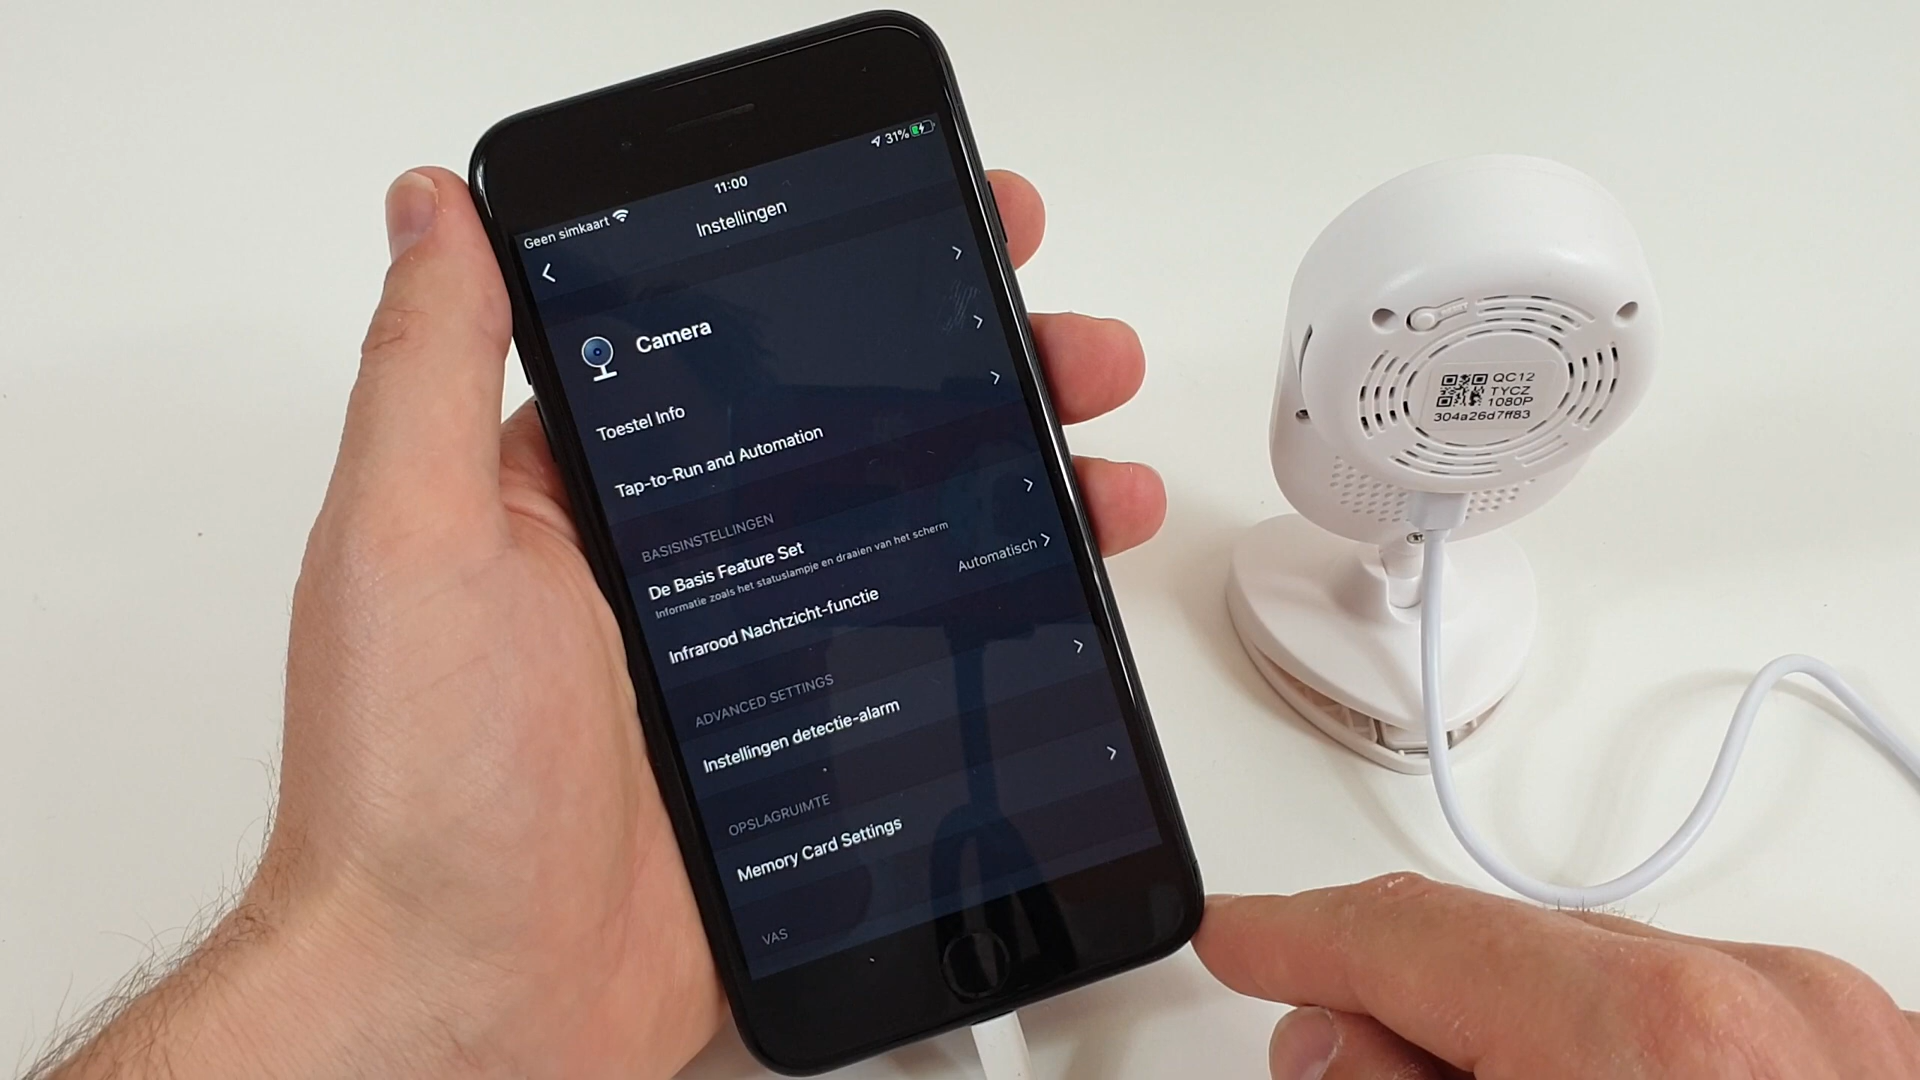 Geen simkaart
11:00
31%
Instellingen
Camera
Toestel Info
Tap-to-Run and Automation
BASISINSTELLINGEN
De Basis Feature Set
Informatie zoals het statuslampje en draaien van het scherm
Infrarood Nachtzicht-functie
Automatisch
ADVANCED SETTINGS
Instellingen detectie-alarm
OPSLAGRUIMTE
Memory Card Settings
VAS
QC12
TYCZ
1080P
304a26d7ff83